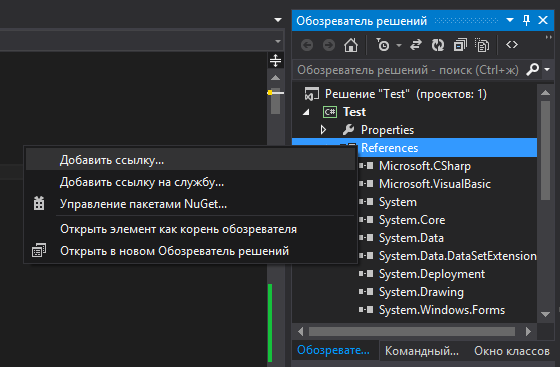 Обозреватель решений
Обозреватель решений - поиск (Ctrl+ж)
Решение "Test" (проектов: 1)
C#
Test
Properties
References
Microsoft.CSharp
Microsoft.VisualBasic
System
System.Core
System.Data
System.Data.DataSetExtension
System.Deployment
System.Drawing
System.Windows.Forms
Обозревате...
Командный...
Окно классов
Добавить ссылку...
Добавить ссылку на службу...
Управление пакетами NuGet...
Открыть элемент как корень обозревателя
Открыть в новом Обозреватель решений